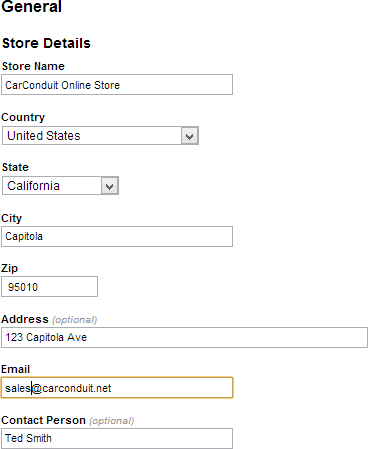 General
Store Details
Store Name
CarConduit Online Store
Country
United States
State
California
City
Capitola
Zip
95010
Address (optional)
123 Capitola Ave
Email
sales@carconduit.net
Contact Person (optional)
Ted Smith